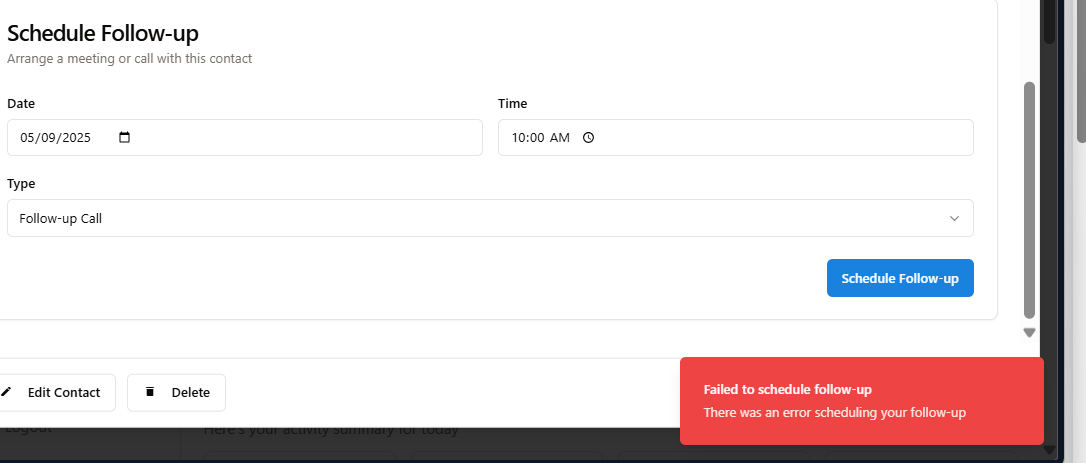 Schedule Follow-up
Arrange a meeting or call with this contact
Date
Time
05/09/2025
10:00 AM
Type
Follow-up Call
Schedule Follow-up
Edit Contact
Delete
Failed to schedule follow-up
There was an error scheduling your follow-up
Logout
Here's your activity summary for today